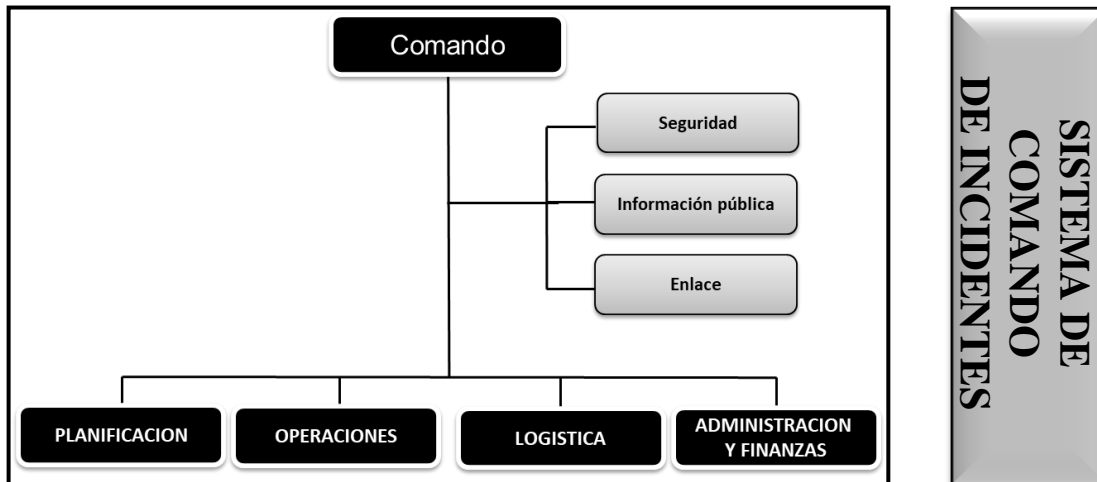 Comando
Seguridad
Información pública
Enlace
PLANIFICACION
OPERACIONES
LOGISTICA
ADMINISTRACION
Y FINANZAS
SISTEMA DE
COMANDO
DE INCIDENTES